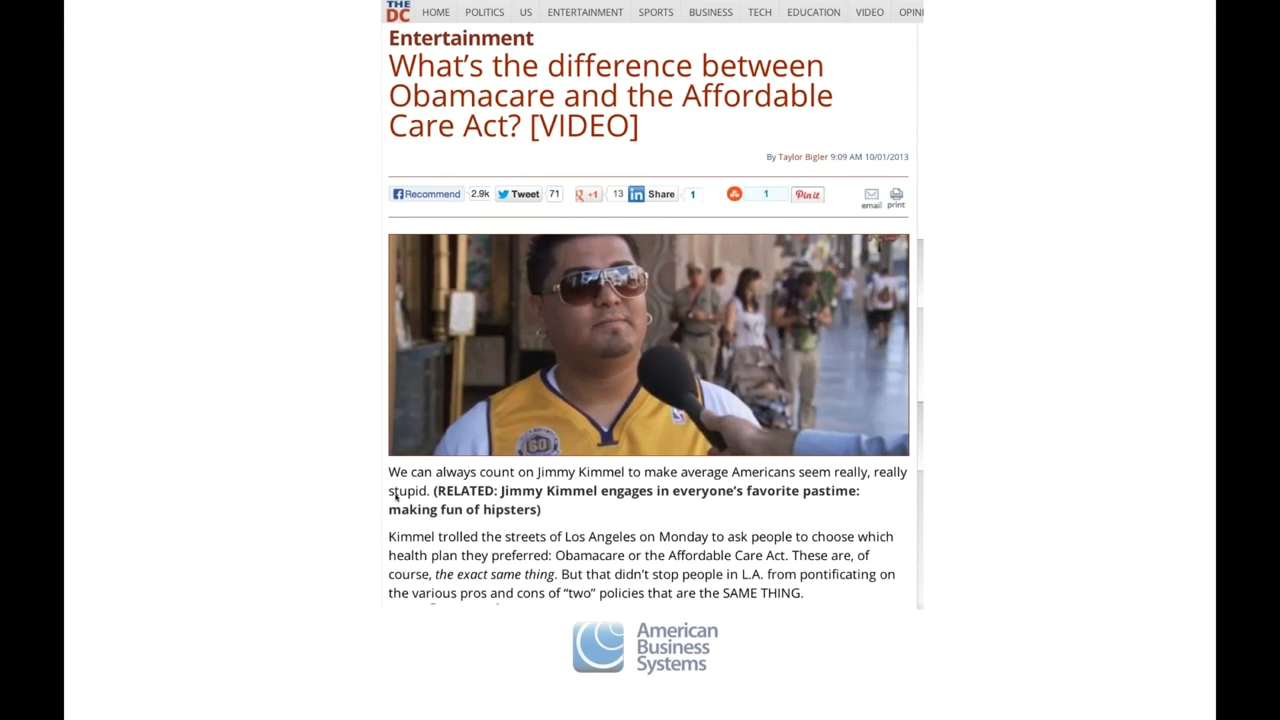 THE
DC HOME POLITICS US ENTERTAINMENT SPORTS BUSINESS TECH EDUCATION VIDEO
Entertainment
What's the difference between
Obamacare and the Affordable
Care Act? [VIDEO]
By Taylor Bigler 9:09 AM 10/01/2013
Recommend 2.9k Tweet 71 +1 13 in Share 1 1 Pin it email print
60
We can always count on Jimmy Kimmel to make average Americans seem really, really
stupid. (RELATED: Jimmy Kimmel engages in everyone's favorite pastime:
making fun of hipsters)
Kimmel trolled the streets of Los Angeles on Monday to ask people to choose which
health plan they preferred: Obamacare or the Affordable Care Act. These are, of
course, the exact same thing. But that didn't stop people in L.A. from pontificating on
the various pros and cons of “two” policies that are the SAME THING.
American
Business
Systems